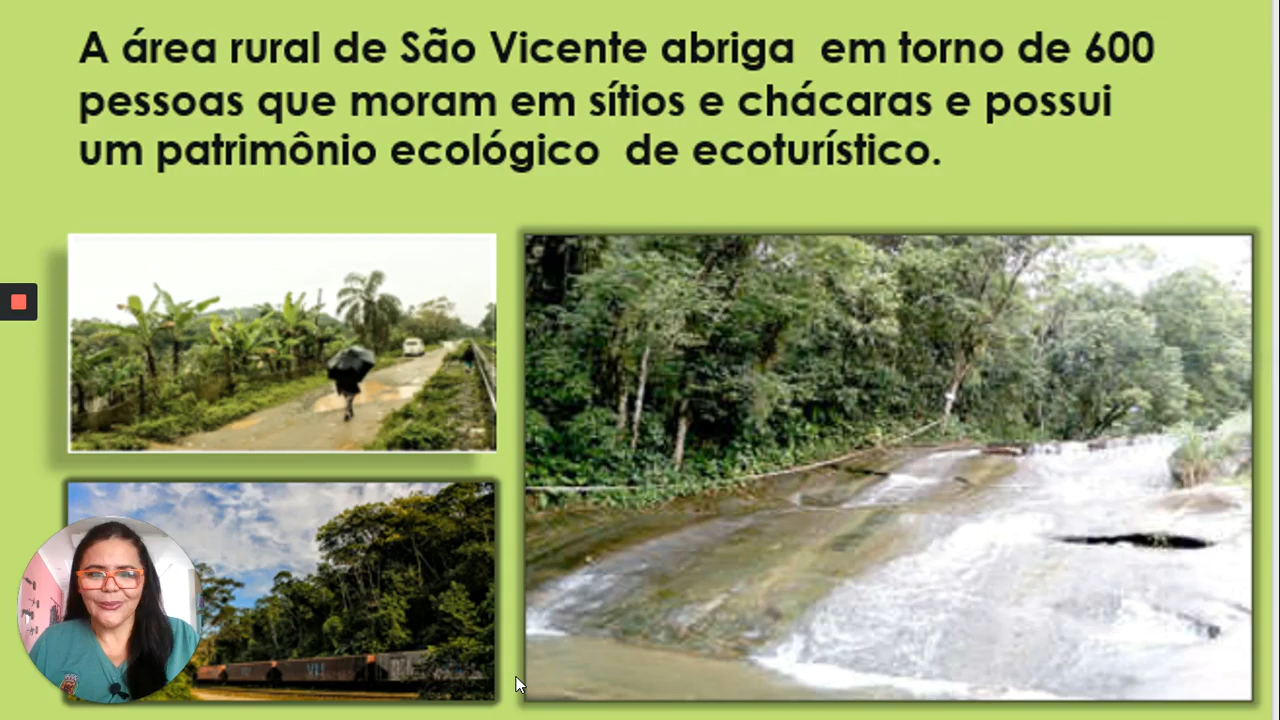 A área rural de São Vicente abriga  em torno de 600
pessoas que moram em sítios e chácaras e possui
um patrimônio ecológico  de ecoturístico.